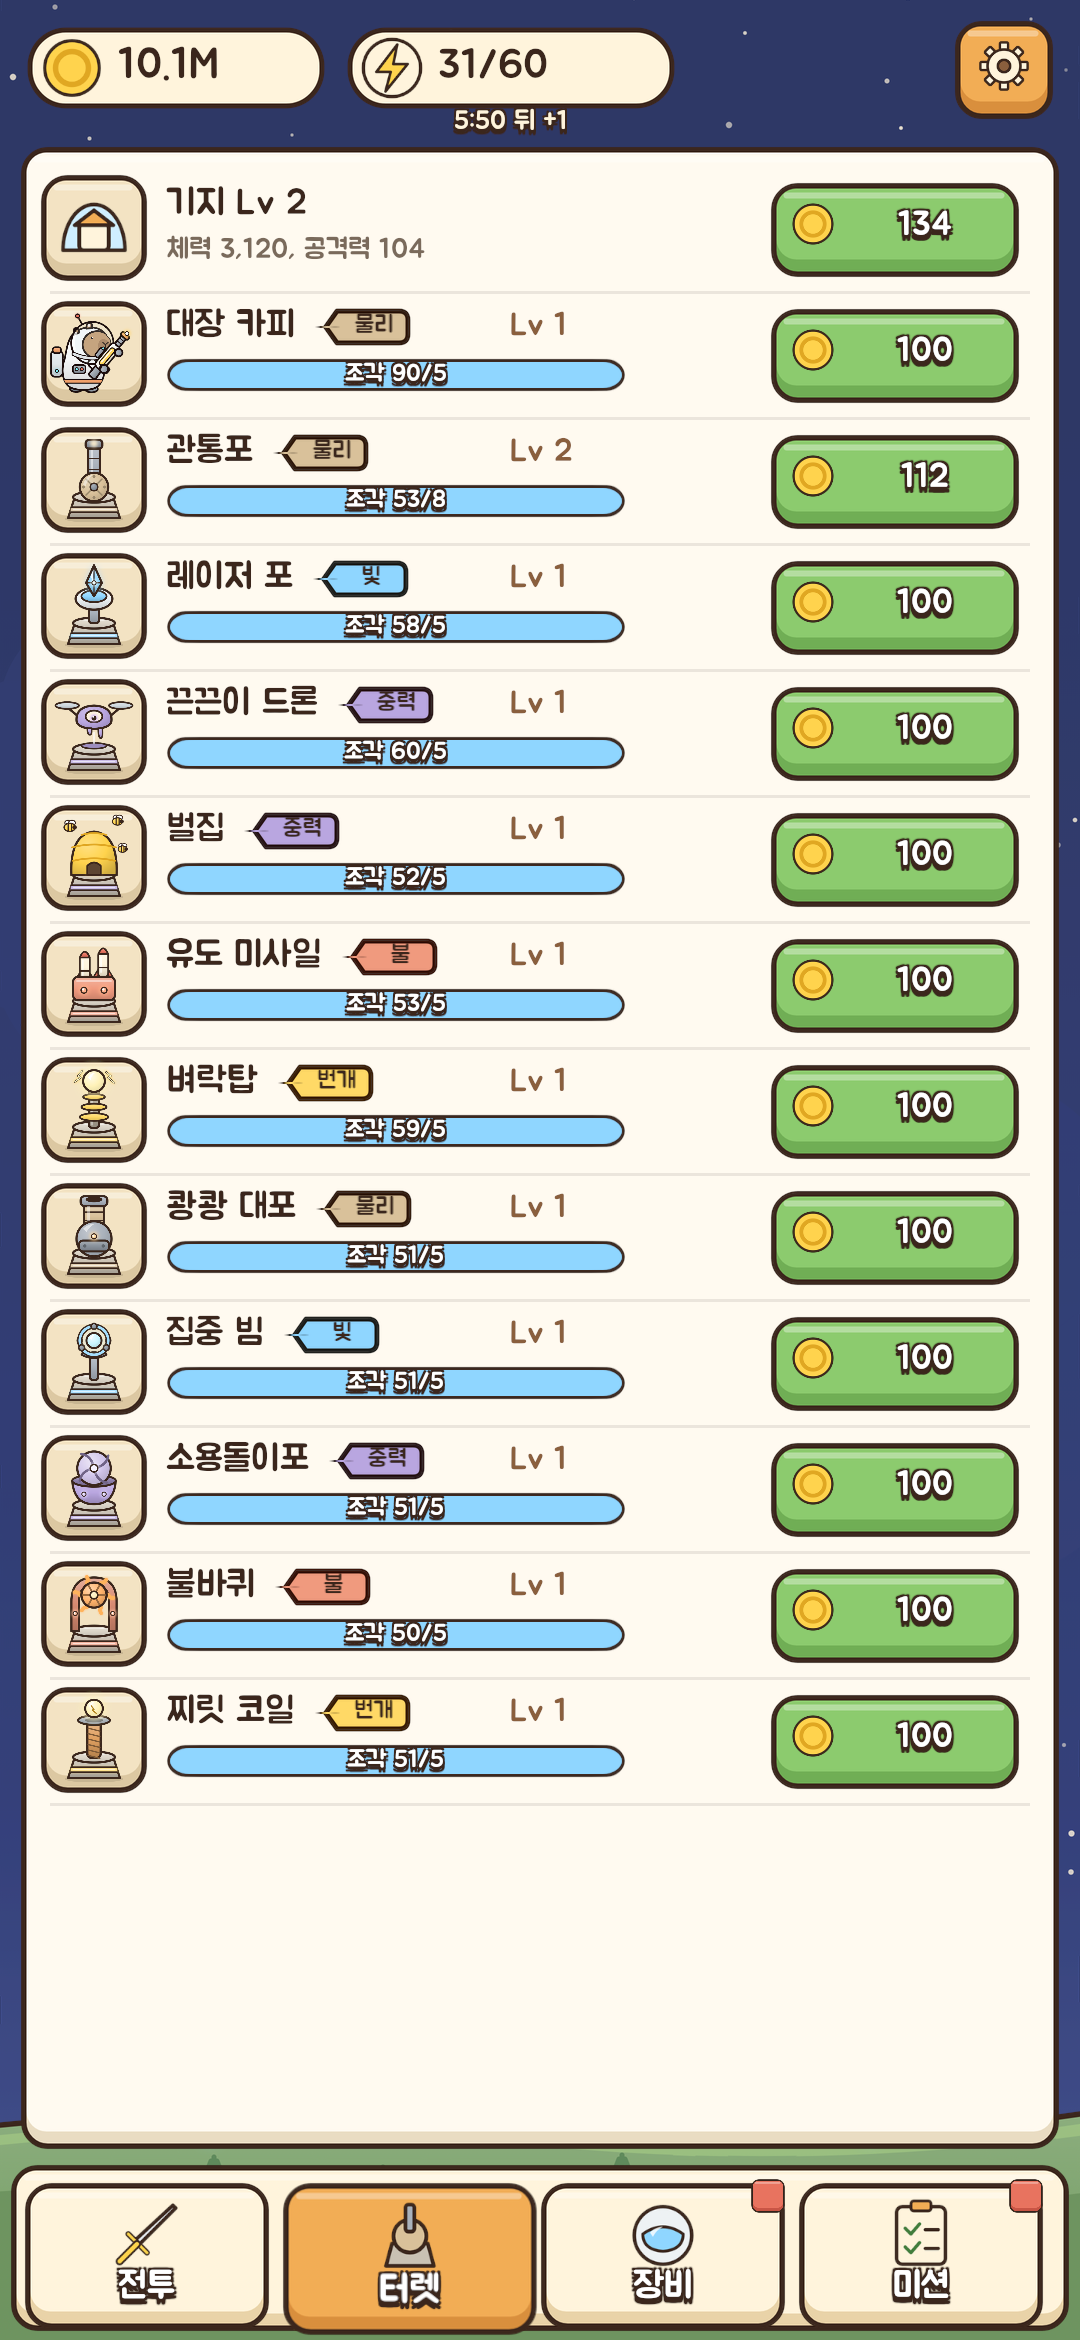 10.1M
31/60
5:50 뒤 +1
기지 Lv 2
체력 3,120, 공격력 104
134
대장 카피 물리 Lv 1
조각 90/5
100
관통포 물리 Lv 2
조각 53/8
112
레이저 포 빛 Lv 1
조각 58/5
100
끈끈이 드론 중력 Lv 1
조각 60/5
100
벌집 중력 Lv 1
조각 52/5
100
유도 미사일 불 Lv 1
조각 53/5
100
벼락탑 번개 Lv 1
조각 59/5
100
쾅쾅 대포 물리 Lv 1
조각 51/5
100
집중 빔 빛 Lv 1
조각 51/5
100
소용돌이포 중력 Lv 1
조각 51/5
100
불바퀴 불 Lv 1
조각 50/5
100
찌릿 코일 번개 Lv 1
조각 51/5
100
전투
터렛
장비
미션